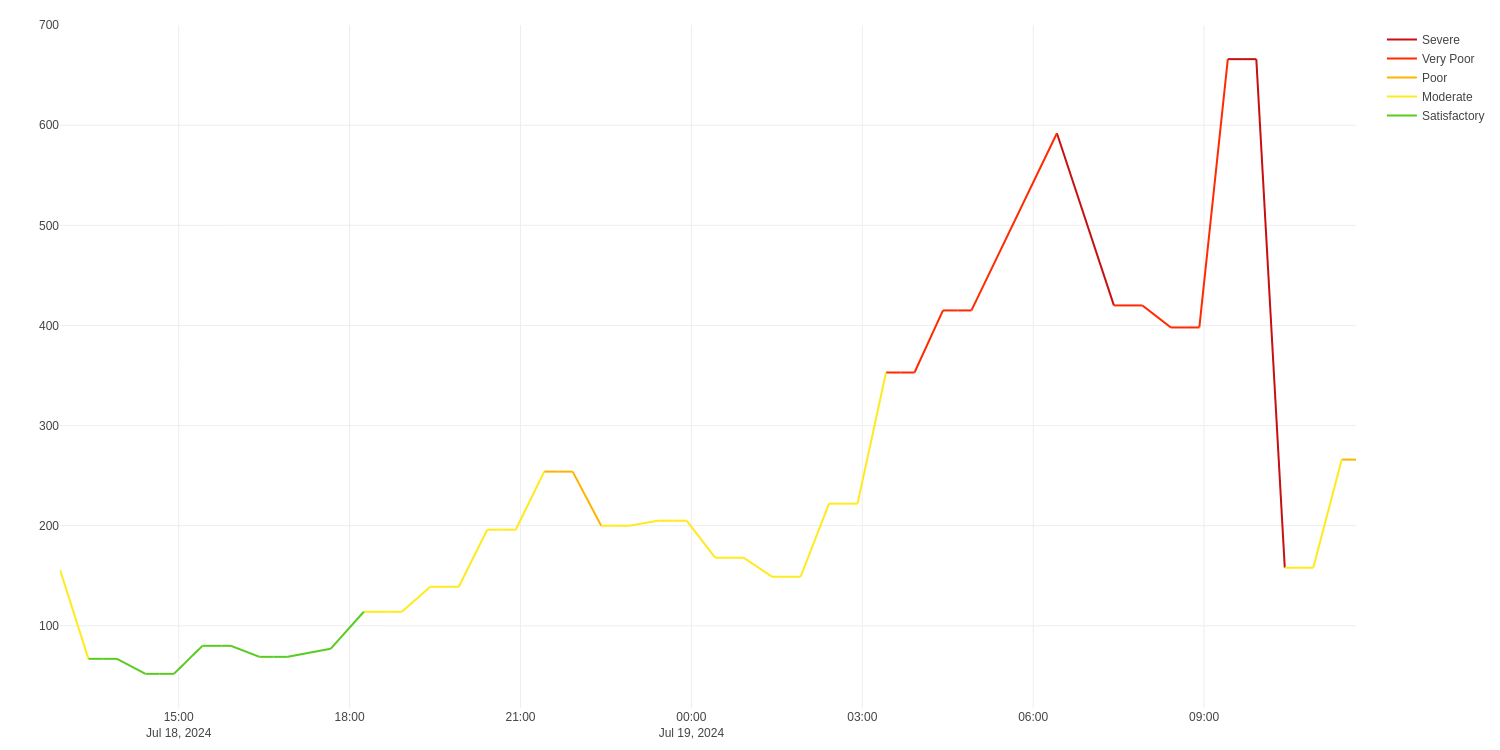 700
600
500
400
300
200
100
15:00
Jul 18, 2024
18:00
21:00
00:00
Jul 19, 2024
03:00
06:00
09:00
Severe
Very Poor
Poor
Moderate
Satisfactory